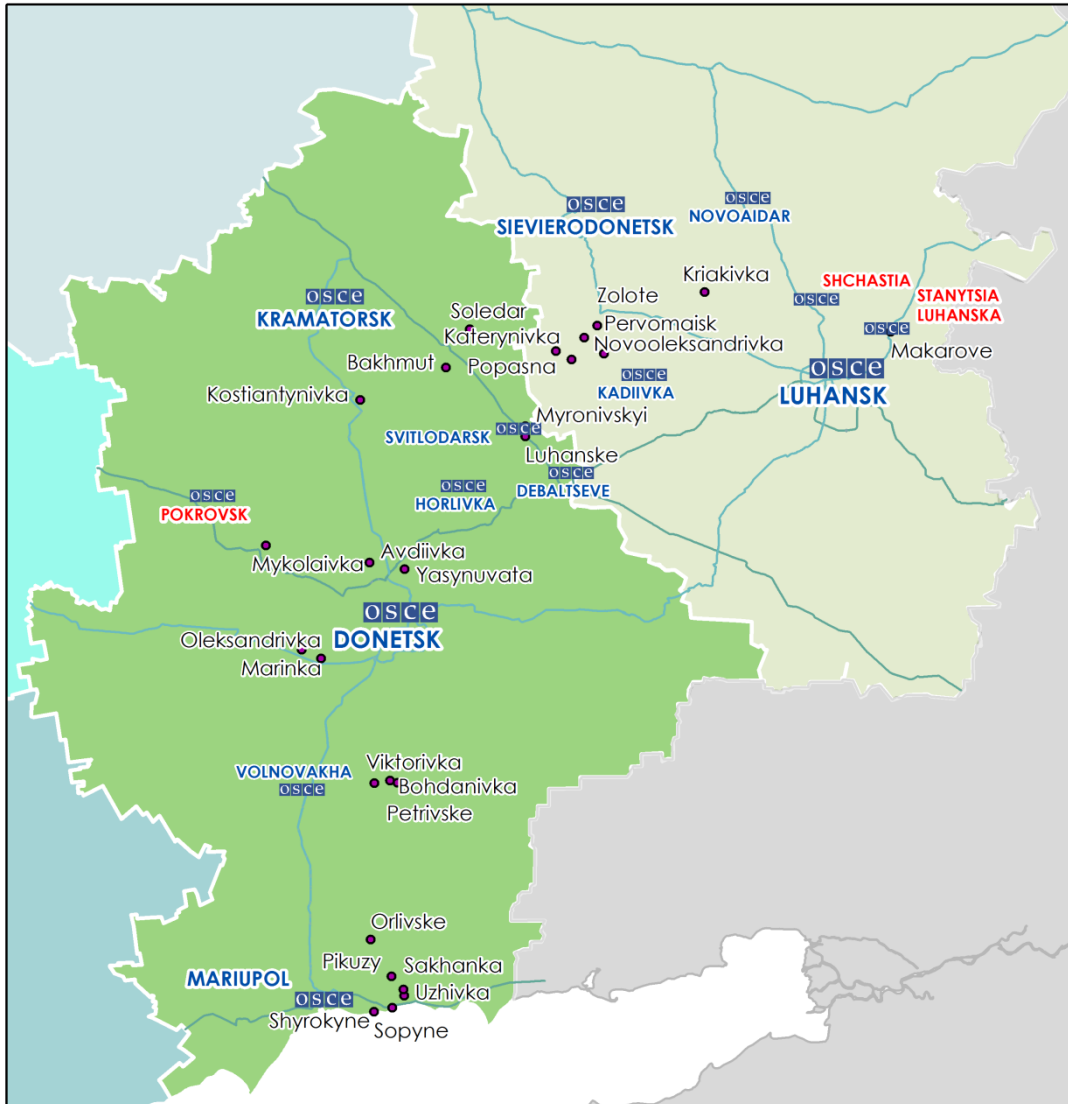 osce
SIEVIERODONETSK
osce
NOVOAIDAR
Kriakivka
osce
SHCHASTIA
STANYTSIA
LUHANSKA
osce
Makarove
osce
KRAMATORSK
Soledar
Zolote
Katerynivka
Pervomaisk
Novooleksandrivka
Bakhmut
Popasna
osce
KADIIVKA
osce
LUHANSK
Kostiantynivka
Myronivskyi
SVITLODARSK
osce
Luhanske
osce
DEBALTSEVE
osce
HORLIVKA
osce
POKROVSK
Mykolaivka
Avdiivka
Yasynuvata
osce
DONETSK
Oleksandrivka
Marinka
VOLNOVAKHA
osce
Viktorivka
Bohdanivka
Petrivske
Orlivske
Pikuzy
Sakhanka
Uzhivka
MARIUPOL
osce
Shyrokyne
Sopyne